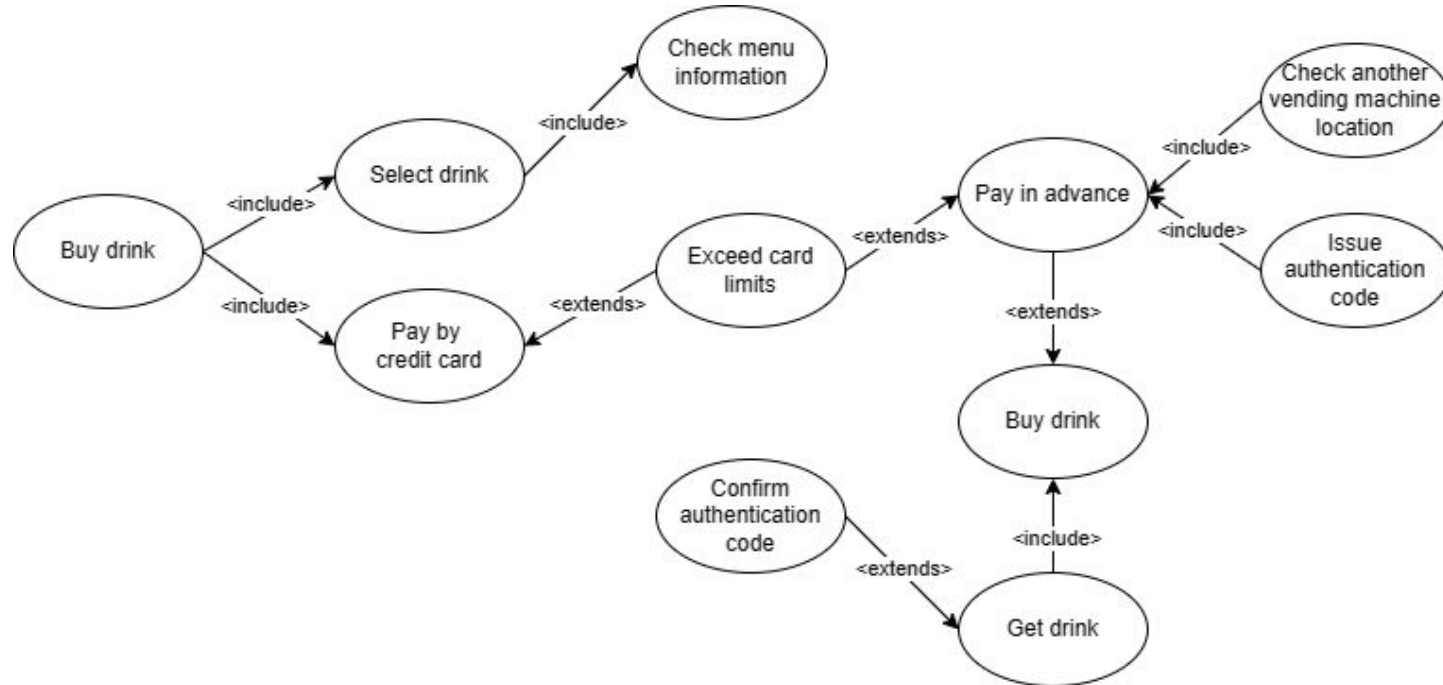 Check menu
information
Check another
vending machine
location
<include>
<include>
Select drink
Pay in advance
<include>
<include>
Buy drink
Exceed card
limits
<extends>
Issue
authentication
code
<include>
<extends>
<extends>
Pay by
credit card
Buy drink
Confirm
authentication
code
<include>
<extends>
Get drink